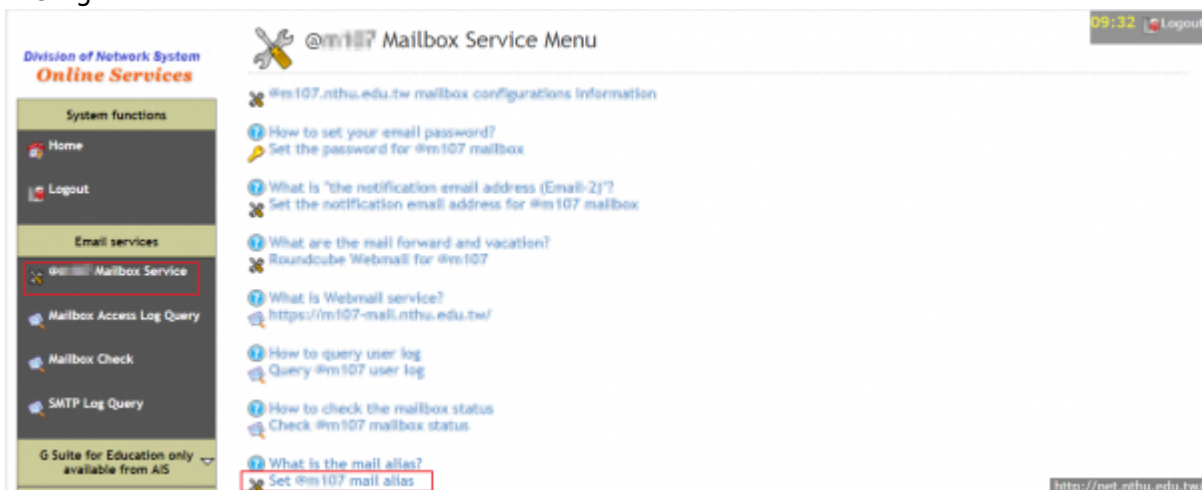 09:32 Logout
Division of Network System
Online Services
@m107 Mailbox Service Menu
System functions
Home
Logout
Email services
Mailbox Service
Mailbox Access Log Query
Mailbox Check
SMTP Log Query
G Suite for Education only
available from AIS
@m107.nthu.edu.tw mailbox configurations information
How to set your email password?
Set the password for @m107 mailbox
What is "the notification email address (Email-2)"?
Set the notification email address for @m107 mailbox
What are the mail forward and vacation?
Roundcube Webmail for @m107
What is Webmail service?
https://m107-mail.nthu.edu.tw/
How to query user log
Query @m107 user log
How to check the mailbox status
Check @m107 mailbox status
What is the mail alias?
Set @m107 mail alias
http://net.nthu.edu.tw/